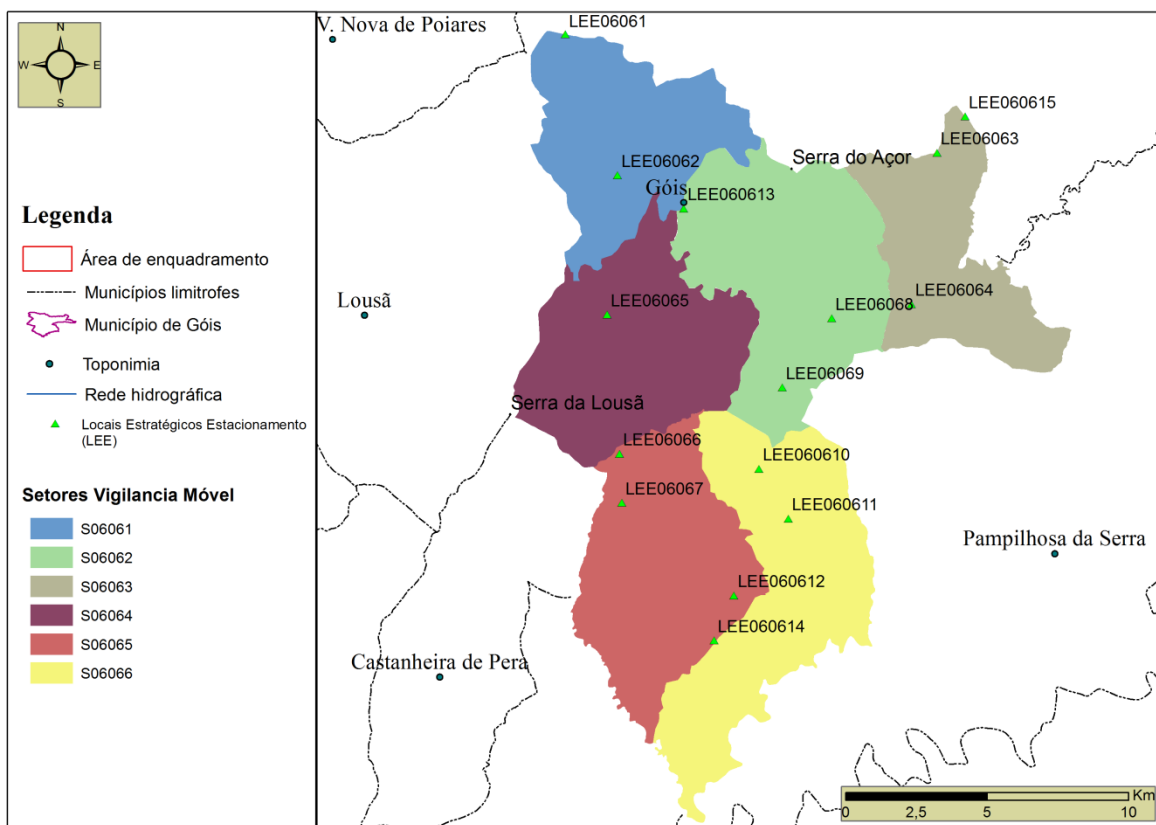 N
W
E
S
Legenda
Área de enquadramento
Municípios limitrofes
Município de Góis
Toponimia
Rede hidrográfica
Locais Estratégicos Estacionamento
(LEE)
Setores Vigilancia Móvel
S06061
S06062
S06063
S06064
S06065
S06066
V. Nova de Poiares
LEE06061
LEE060615
LEE06063
Serra do Açor
LEE06062
Góis
LEE060613
LEE06064
Lousã
LEE06065
LEE06068
LEE06069
Serra da Lousã
LEE06066
LEE060610
LEE06067
LEE060611
Pampilhosa da Serra
LEE060612
LEE060614
Castanheira de Pera
Km
0
2,5
5
10